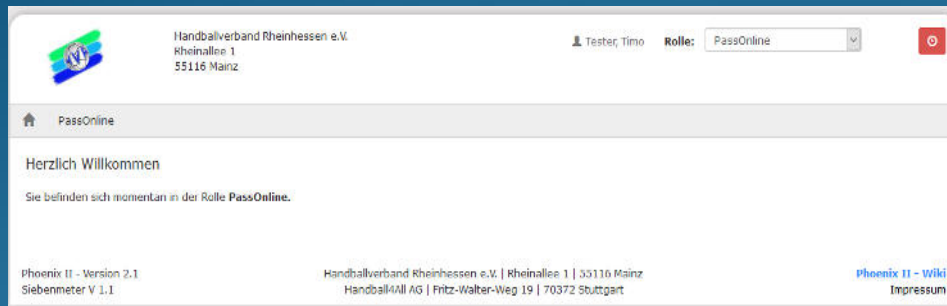 Handballverband Rheinhessen e.V.
Rheinallee 1
55116 Mainz
Tester, Timo
Rolle:
PassOnline
PassOnline
Herzlich Willkommen
Sie befinden sich momentan in der Rolle PassOnline.
Phoenix II - Version 2.1
Siebenmeter V 1.1
Handballverband Rheinhessen e.V. | Rheinallee 1 | 55116 Mainz
Handball4All AG | Fritz-Walter-Weg 19 | 70372 Stuttgart
Phoenix II - Wiki
Impressum